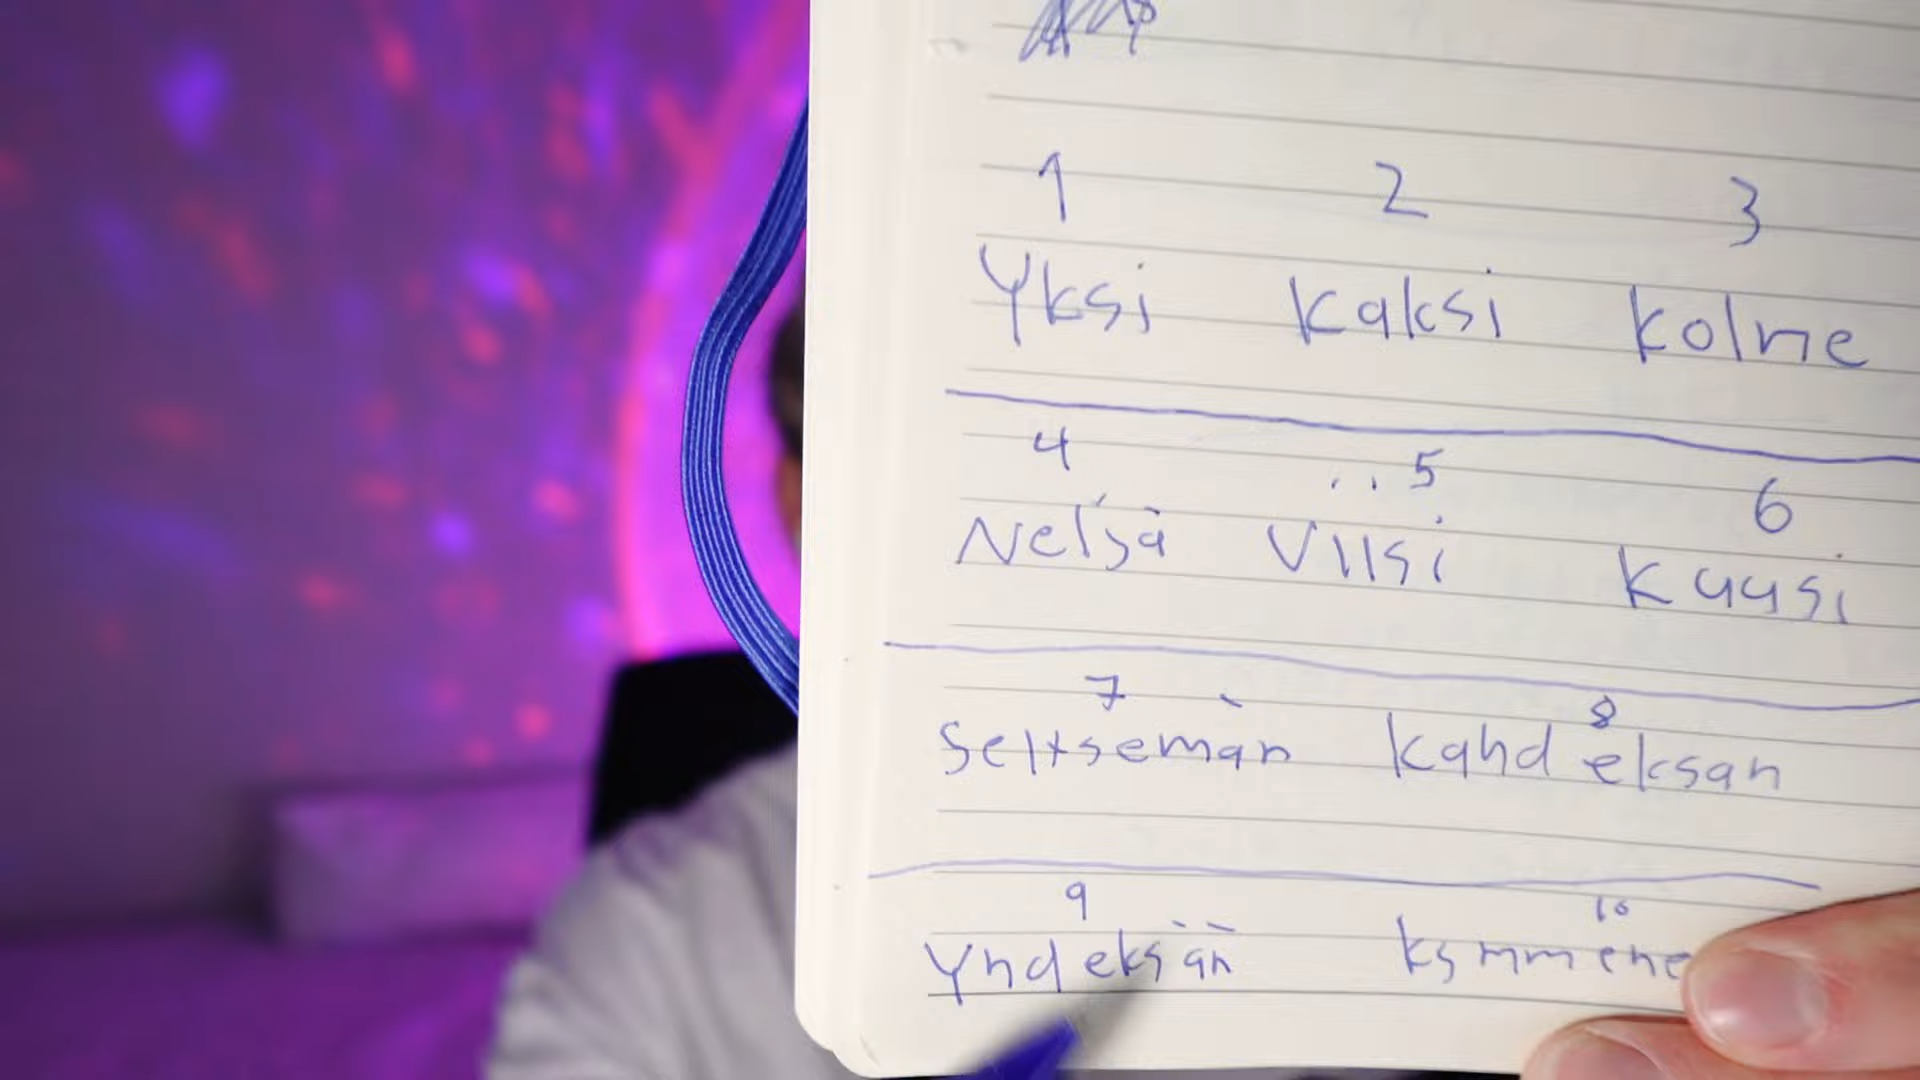 1 2 3
Yksi kaksi kolme
4 5 6
Neljä Viisi kuusi
7 8
Seitsemän kahdeksan
9 10
Yhdeksän kymmene